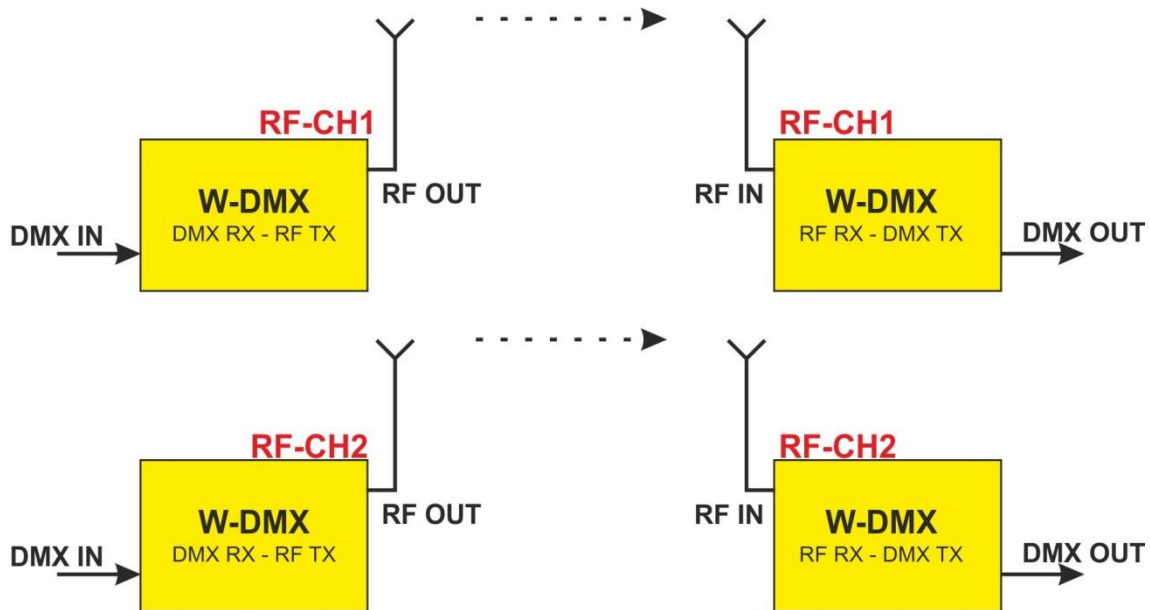 RF-CH1
RF-CH1
W-DMX
DMX RX - RF TX
RF OUT
DMX IN
RF IN
W-DMX
RF RX - DMX TX
DMX OUT
RF-CH2
RF-CH2
W-DMX
DMX RX - RF TX
RF OUT
DMX IN
RF IN
W-DMX
RF RX - DMX TX
DMX OUT